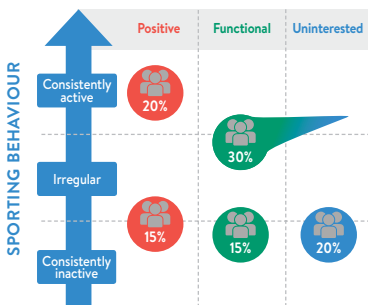 Positive
Functional
Uninterested
SPORTING BEHAVIOUR
Consistently
active
20%
30%
Irregular
15%
15%
20%
Consistently
inactive